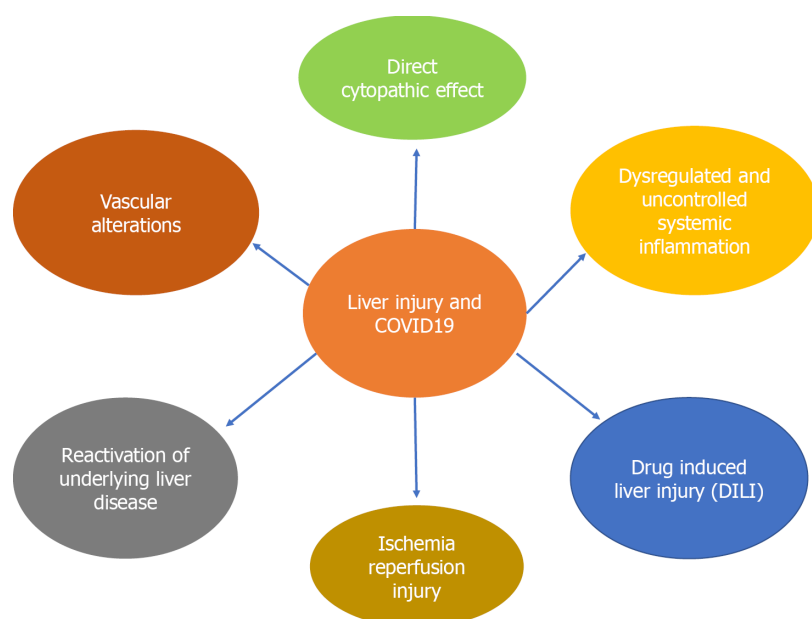 Direct
cytopathic effect
Vascular
alterations
Dysregulated and
uncontrolled
systemic
inflammation
Liver injury and
COVID19
Reactivation of
underlying liver
disease
Drug induced
liver injury (DILI)
Ischemia
reperfusion
injury